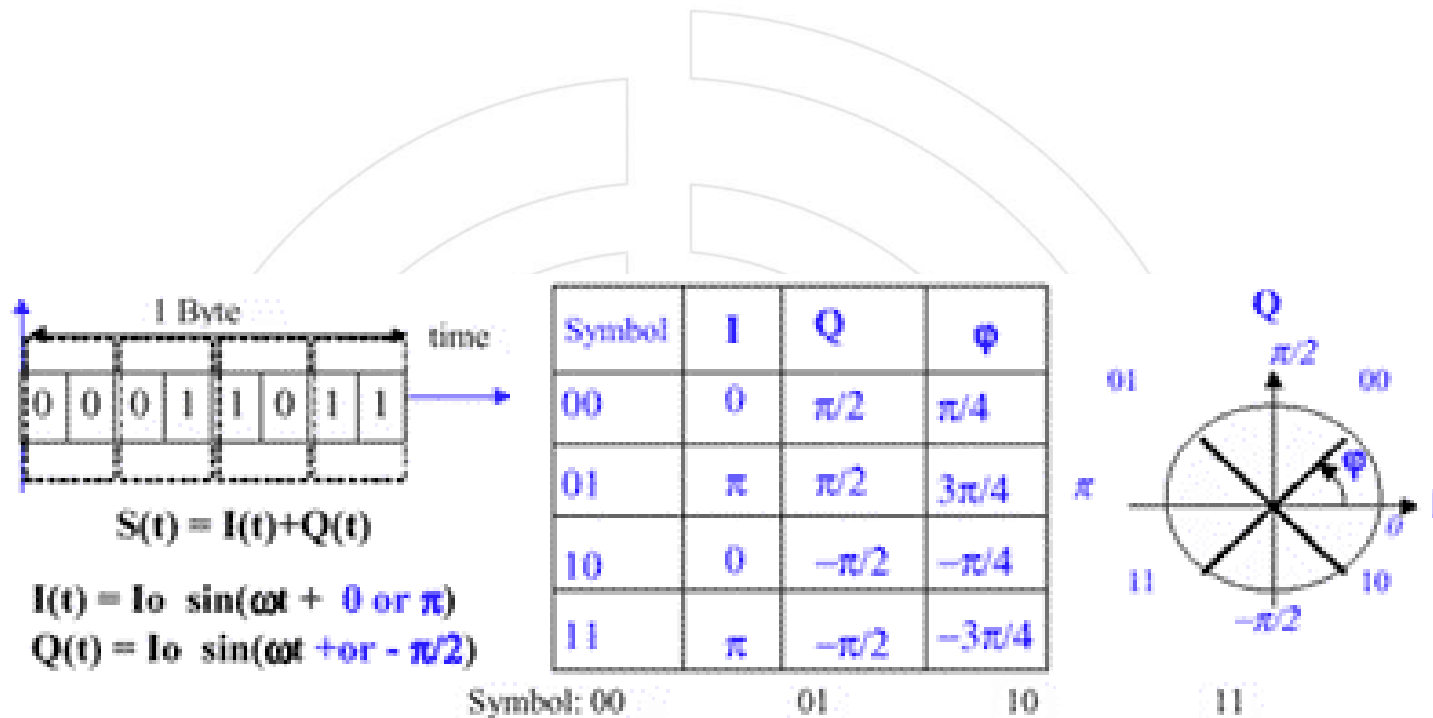 1 Byte
time
0 0 0 1 1 0 1 1
S(t) = I(t)+Q(t)
I(t) = Io sin(ωt + 0 or π)
Q(t) = Io sin(ωt +or - π/2)
Symbol I Q φ
00 0 π/2 π/4
01 π π/2 3π/4
10 0 −π/2 −π/4
11 π −π/2 −3π/4
Q
π/2
01 00
φ
π
0
11 10
−π/2
Symbol: 00 01 10 11